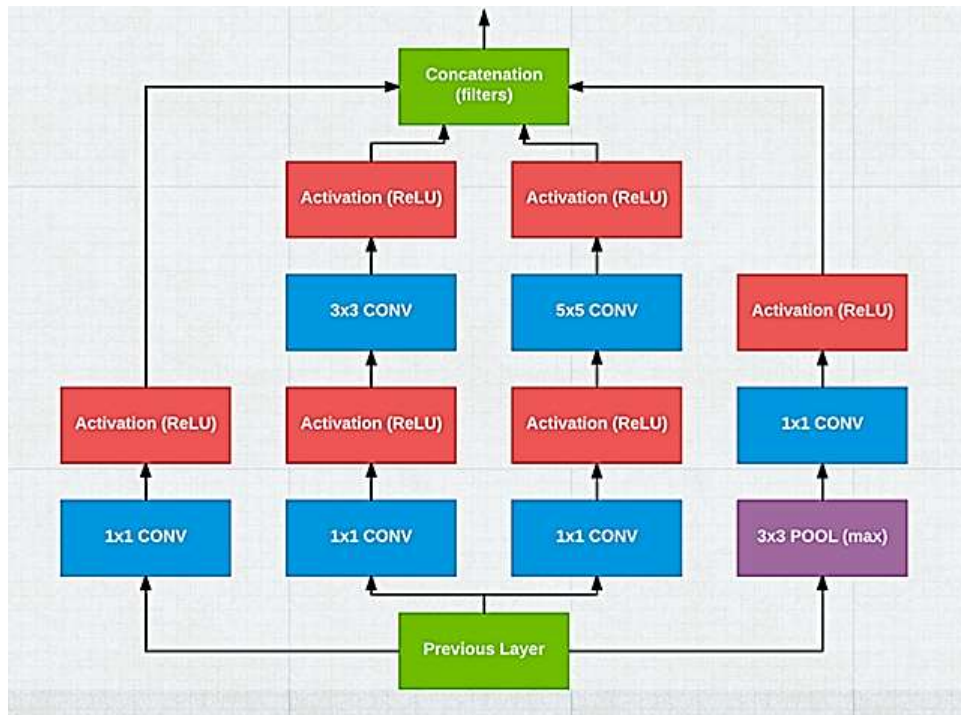 Concatenation
(filters)
Activation (ReLU)
Activation (ReLU)
3x3 CONV
5x5 CONV
Activation (ReLU)
Activation (ReLU)
Activation (ReLU)
Activation (ReLU)
1x1 CONV
1x1 CONV
1x1 CONV
1x1 CONV
3x3 POOL (max)
Previous Layer